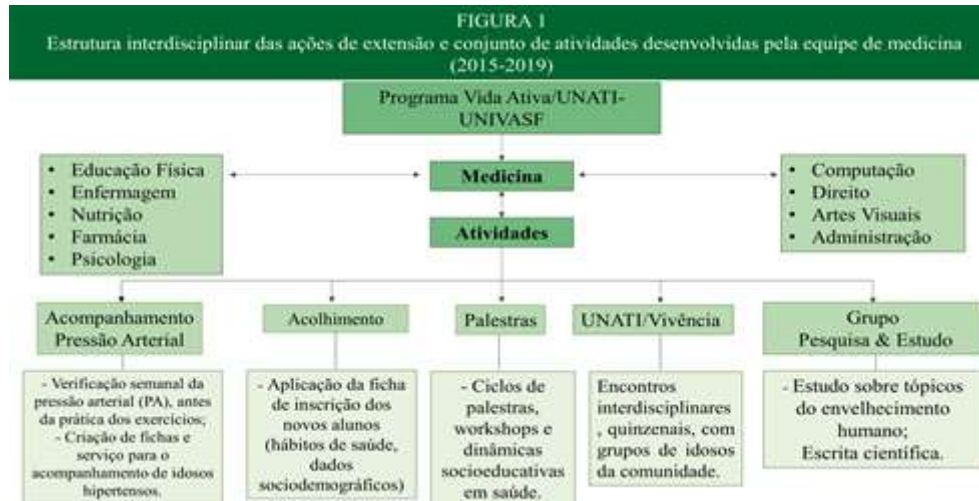 FIGURA 1
Estrutura interdisciplinar das ações de extensão e conjunto de atividades desenvolvidas pela equipe de medicina
(2015-2019)
Programa Vida Ativa/UNATI-
UNIVASF
• Educação Física
• Enfermagem
• Nutrição
• Farmácia
• Psicologia
Medicina
Atividades
• Computação
• Direito
• Artes Visuais
• Administração
Acompanhamento
Pressão Arterial
- Verificação semanal da
pressão arterial (PA), antes
da prática dos exercícios;
- Criação de fichas e
serviço para o
acompanhamento de idosos
hipertensos.
Acolhimento
- Aplicação da ficha
de inscrição dos
novos alunos
(hábitos de saúde,
dados
sociodemográficos)
Palestras
- Ciclos de
palestras,
workshops e
dinâmicas
socioeducativas
em saúde.
UNATI/Vivência
Encontros
interdisciplinares
, quinzenais, com
grupos de idosos
da comunidade.
Grupo
Pesquisa & Estudo
- Estudo sobre tópicos
do envelhecimento
humano;
Escrita científica.